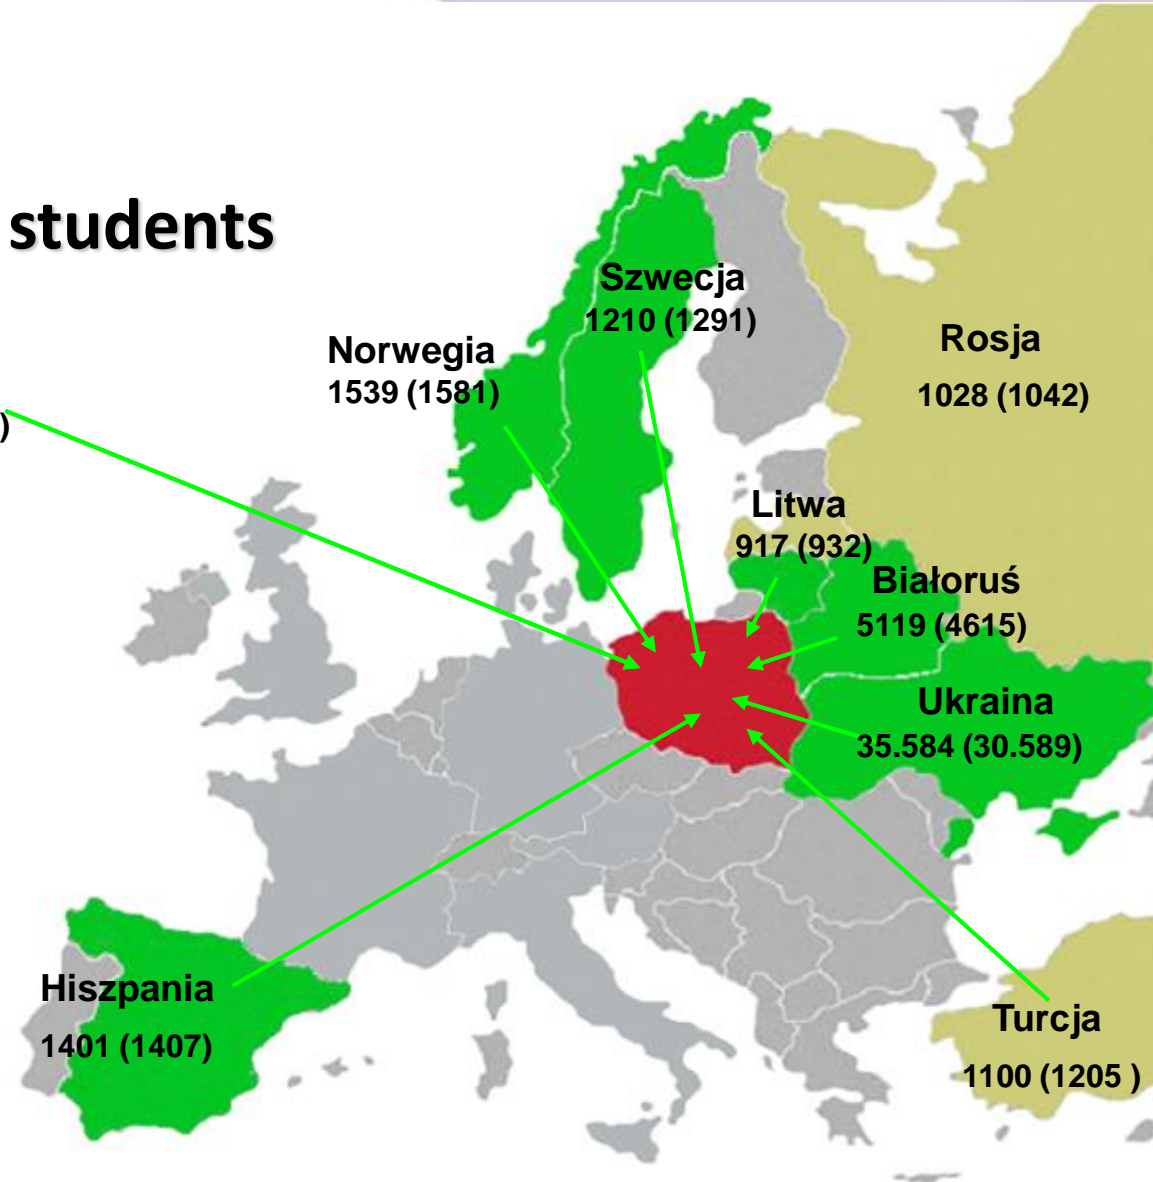 students
Szwecja
1210 (1291)
Norwegia
1539 (1581)
Rosja
1028 (1042)
)
Litwa
917 (932)
Białoruś
5119 (4615)
Ukraina
35.584 (30.589)
Hiszpania
1401 (1407)
Turcja
1100 (1205 )